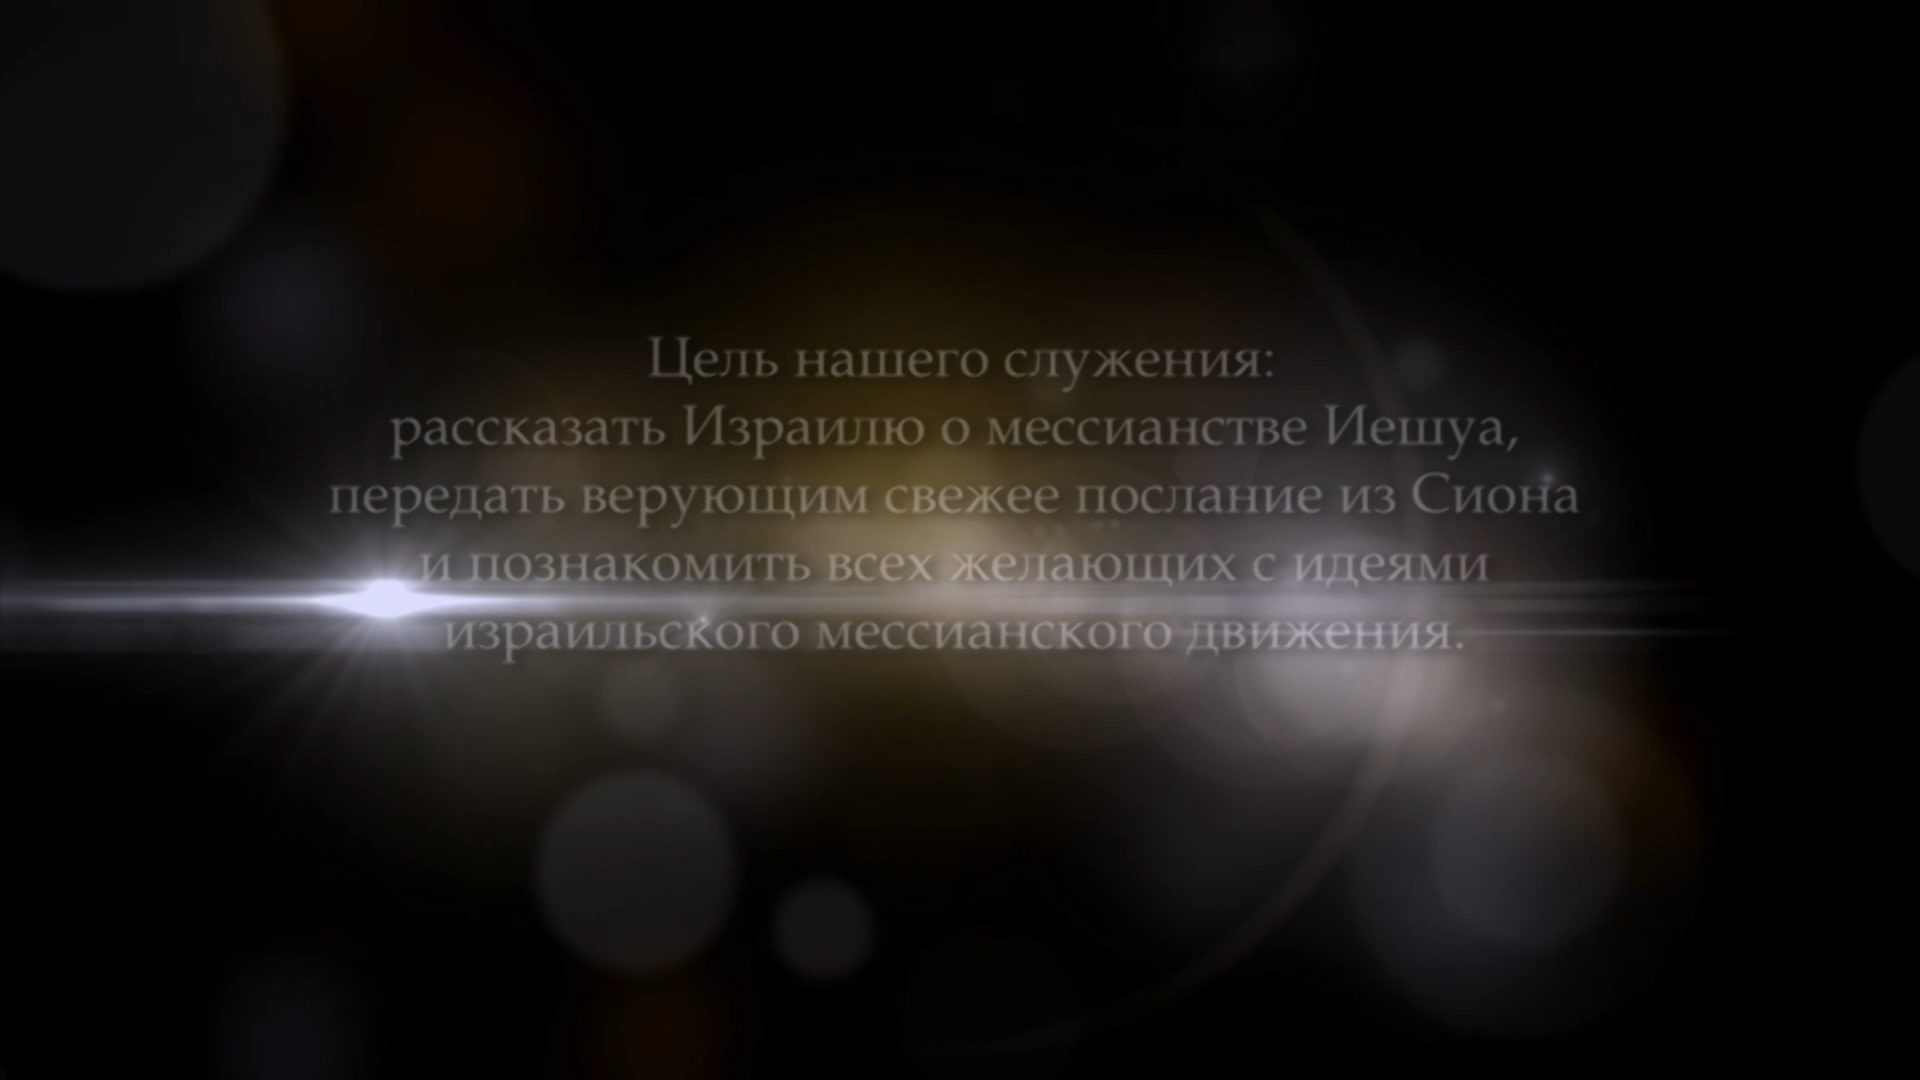 Цель нашего служения:
рассказать Израилю о мессианстве Иешуа,
передать верующим свежее послание из Сиона
и познакомить всех желающих с идеями
израильского мессианского движения.